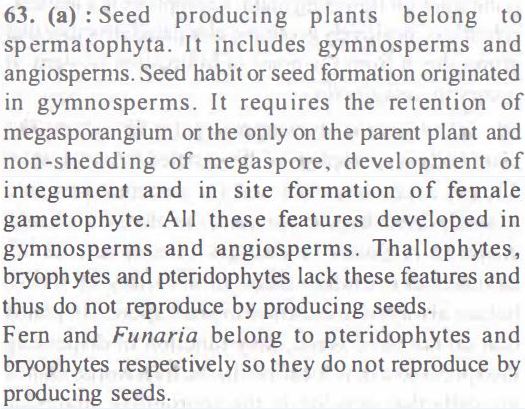 63. (a) : Seed producing plants belong to
spermatophyta. It includes gymnosperms and
angiosperms. Seed habit or seed formation originated
in gymnosperms. It requires the retention of
megasporangium or the only on the parent plant and
non-shedding of megaspore, development of
integument and in site formation of female
gametophyte. All these features developed in
gymnosperms and angiosperms. Thallophytes,
bryophytes and pteridophytes lack these features and
thus do not reproduce by producing seeds.
Fern and Funaria belong to pteridophytes and
bryophytes respectively so they do not reproduce by
producing seeds.